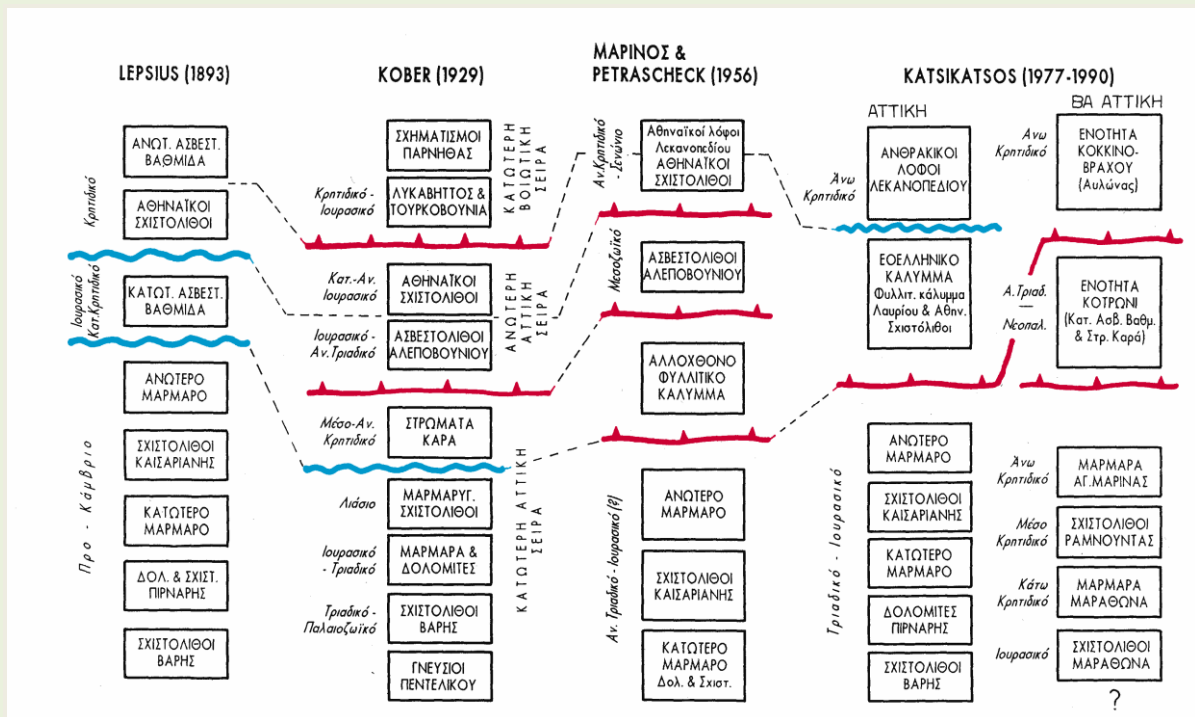 LEPSIUS (1893)
ΑΝΩΤ. ΑΣΒΕΣΤ.
ΒΑΘΜΙΔΑ
Κρητιδικό
ΑΘΗΝΑΪΚΟΙ
ΣΧΙΣΤΟΛΙΘΟΙ
Ιουρασικό
Κατ.Κρητιδικό
ΚΑΤΩΤ. ΑΣΒΕΣΤ.
ΒΑΘΜΙΔΑ
Προ - Κάμβριο
ΑΝΩΤΕΡΟ
ΜΑΡΜΑΡΟ
ΣΧΙΣΤΟΛΙΘΟΙ
ΚΑΙΣΑΡΙΑΝΗΣ
ΚΑΤΩΤΕΡΟ
ΜΑΡΜΑΡΟ
ΔΟΛ. & ΣΧΙΣΤ.
ΠΙΡΝΑΡΗΣ
ΣΧΙΣΤΟΛΙΘΟΙ
ΒΑΡΗΣ
KOBER (1929)
ΣΧΗΜΑΤΙΣΜΟΙ
ΠΑΡΝΗΘΑΣ
Κρητιδικό -
Ιουρασικό
ΛΥΚΑΒΗΤΤΟΣ &
ΤΟΥΡΚΟΒΟΥΝΙΑ
ΚΑΤΩΤΕΡΗ
ΒΟΙΩΤΙΚΗ
ΣΕΙΡΑ
Κατ.-Αν.
Ιουρασικό
ΑΘΗΝΑΪΚΟΙ
ΣΧΙΣΤΟΛΙΘΟΙ
Ιουρασικό -
Αν.Τριαδικό
ΑΣΒΕΣΤΟΛΙΘΟΙ
ΑΛΕΠΟΒΟΥΝΙΟΥ
ΑΝΩΤΕΡΗ
ΑΤΤΙΚΗ
ΣΕΙΡΑ
Μέσο-Αν.
Κρητιδικό
ΣΤΡΩΜΑΤΑ
ΚΑΡΑ
Λιάσιο
ΜΑΡΜΑΡΥΓ.
ΣΧΙΣΤΟΛΙΘΟΙ
Ιουρασικό
- Τριαδικό
ΜΑΡΜΑΡΑ &
ΔΟΛΟΜΙΤΕΣ
Τριαδικό -
Παλαιοζωϊκό
ΣΧΙΣΤΟΛΙΘΟΙ
ΒΑΡΗΣ
ΓΝΕΥΣΙΟΙ
ΠΕΝΤΕΛΙΚΟΥ
ΚΑΤΩΤΕΡΗ ΑΤΤΙΚΗ
ΣΕΙΡΑ
ΜΑΡΙΝΟΣ &
PETRASCHECK (1956)
Αν.Κρητιδικό
- Σενώνιο
Αθηναϊκοί λόφοι
Λεκανοπεδίου
ΑΘΗΝΑΪΚΟΙ
ΣΧΙΣΤΟΛΙΘΟΙ
Μεσοζωϊκό
ΑΣΒΕΣΤΟΛΙΘΟΙ
ΑΛΕΠΟΒΟΥΝΙΟΥ
ΑΛΛΟΧΘΟΝΟ
ΦΥΛΛΙΤΙΚΟ
ΚΑΛΥΜΜΑ
Αν. Τριαδικό - Ιουρασικό (?)
ΑΝΩΤΕΡΟ
ΜΑΡΜΑΡΟ
ΣΧΙΣΤΟΛΙΘΟΙ
ΚΑΙΣΑΡΙΑΝΗΣ
ΚΑΤΩΤΕΡΟ
ΜΑΡΜΑΡΟ
Δολ. & Σχιστ.
KATSIKATSOS (1977-1990)
ΑΤΤΙΚΗ
Άνω
Κρητιδικό
ΑΝΘΡΑΚΙΚΟΙ
ΛΟΦΟΙ
ΛΕΚΑΝΟΠΕΔΙΟΥ
ΕΟΕΛΛΗΝΙΚΟ
ΚΑΛΥΜΜΑ
Φυλλιτ. κάλυμμα
Λαυρίου & Αθην.
Σχιστόλιθοι
Τριαδικό - Ιουρασικό
ΑΝΩΤΕΡΟ
ΜΑΡΜΑΡΟ
ΣΧΙΣΤΟΛΙΘΟΙ
ΚΑΙΣΑΡΙΑΝΗΣ
ΚΑΤΩΤΕΡΟ
ΜΑΡΜΑΡΟ
ΔΟΛΟΜΙΤΕΣ
ΠΙΡΝΑΡΗΣ
ΣΧΙΣΤΟΛΙΘΟΙ
ΒΑΡΗΣ
ΒΑ ΑΤΤΙΚΗ
Ανω
Κρητιδικό
ΕΝΟΤΗΤΑ
ΚΟΚΚΙΝΟ-
ΒΡΑΧΟΥ
(Αυλώνας)
Α.Τριαδ.
Νεοπαλ.
ΕΝΟΤΗΤΑ
ΚΟΤΡΩΝΙ
(Κατ. Ασβ. Βαθμ.
& Στρ. Καρά)
Άνω
Κρητιδικό
ΜΑΡΜΑΡΑ
ΑΓ.ΜΑΡΙΝΑΣ
Μέσο
Κρητιδικό
ΣΧΙΣΤΟΛΙΘΟΙ
ΡΑΜΝΟΥΝΤΑΣ
Κάτω
Κρητιδικό
ΜΑΡΜΑΡΑ
ΜΑΡΑΘΩΝΑ
Ιουρασικό
ΣΧΙΣΤΟΛΙΘΟΙ
ΜΑΡΑΘΩΝΑ
?